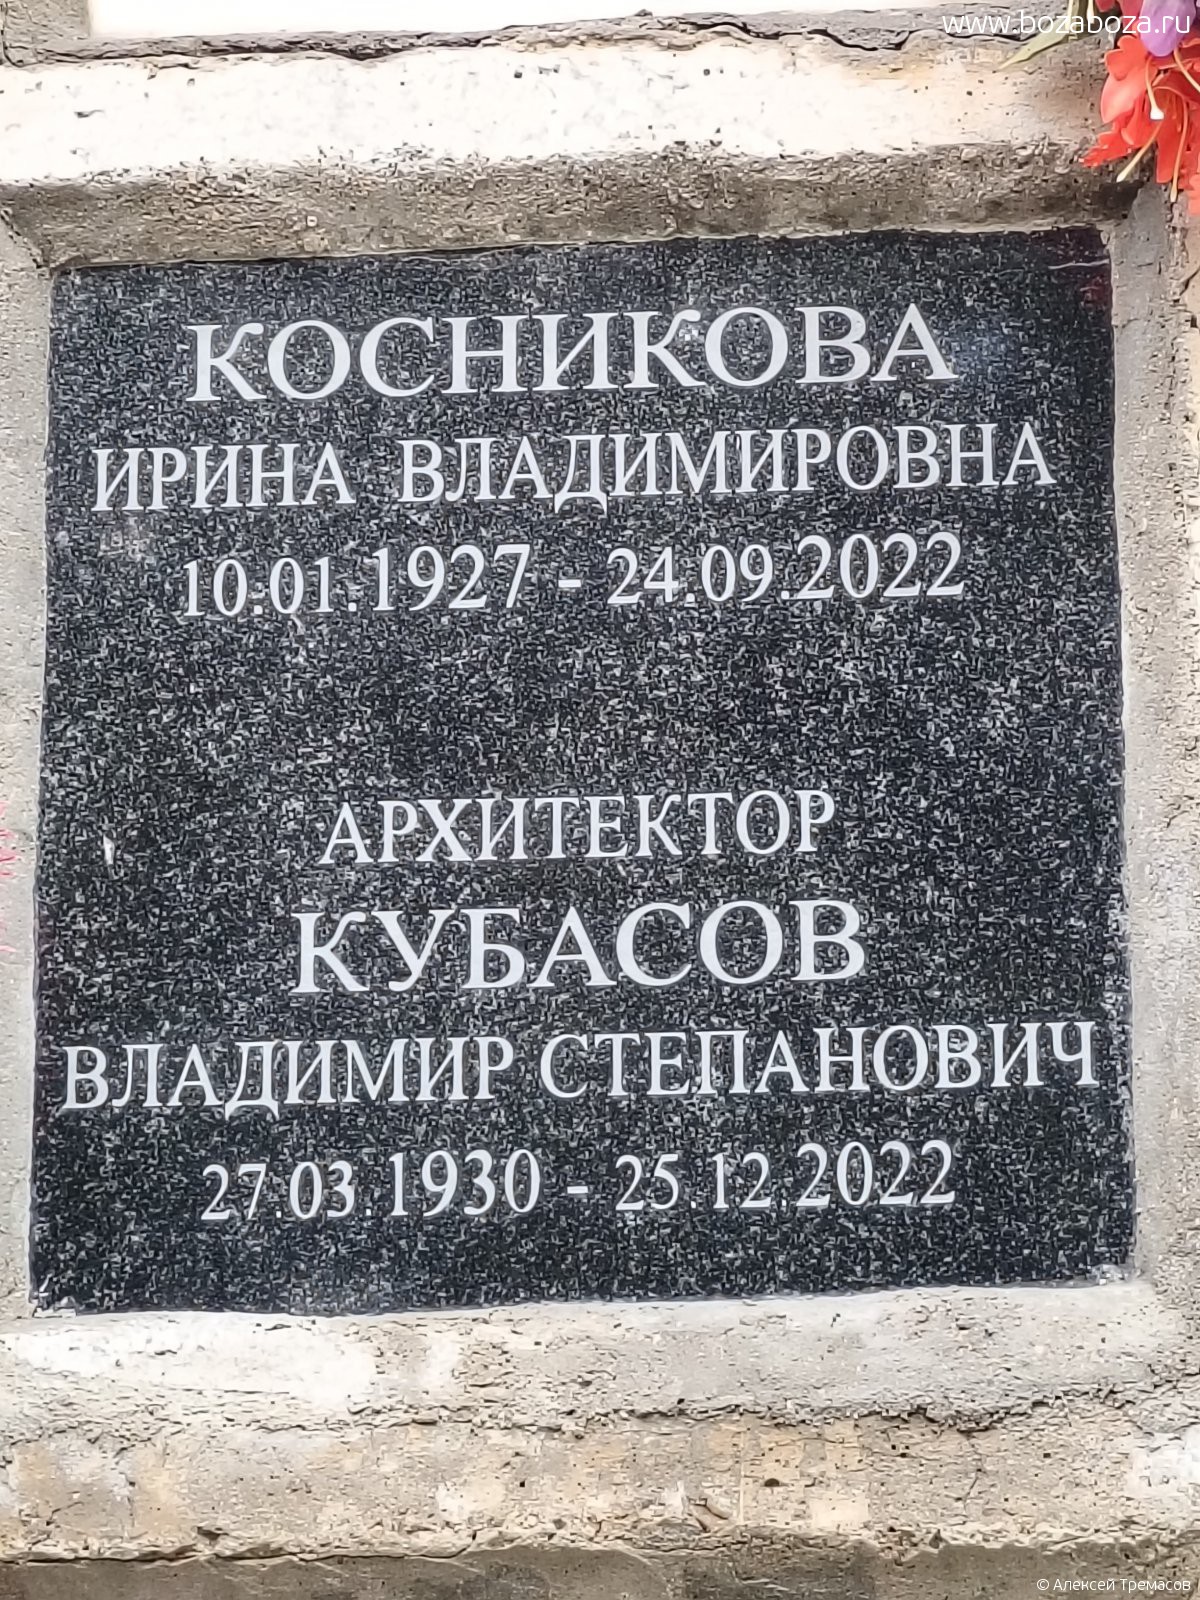 www.bozaboza.ru
КОСНИКОВА
ИРИНА ВЛАДИМИРОВНА
10.01.1927 - 24.09.2022
АРХИТЕКТОР
КУБАСОВ
ВЛАДИМИР СТЕПАНОВИЧ
27.03.1930 - 25.12.2022
© Алексей Тремасов